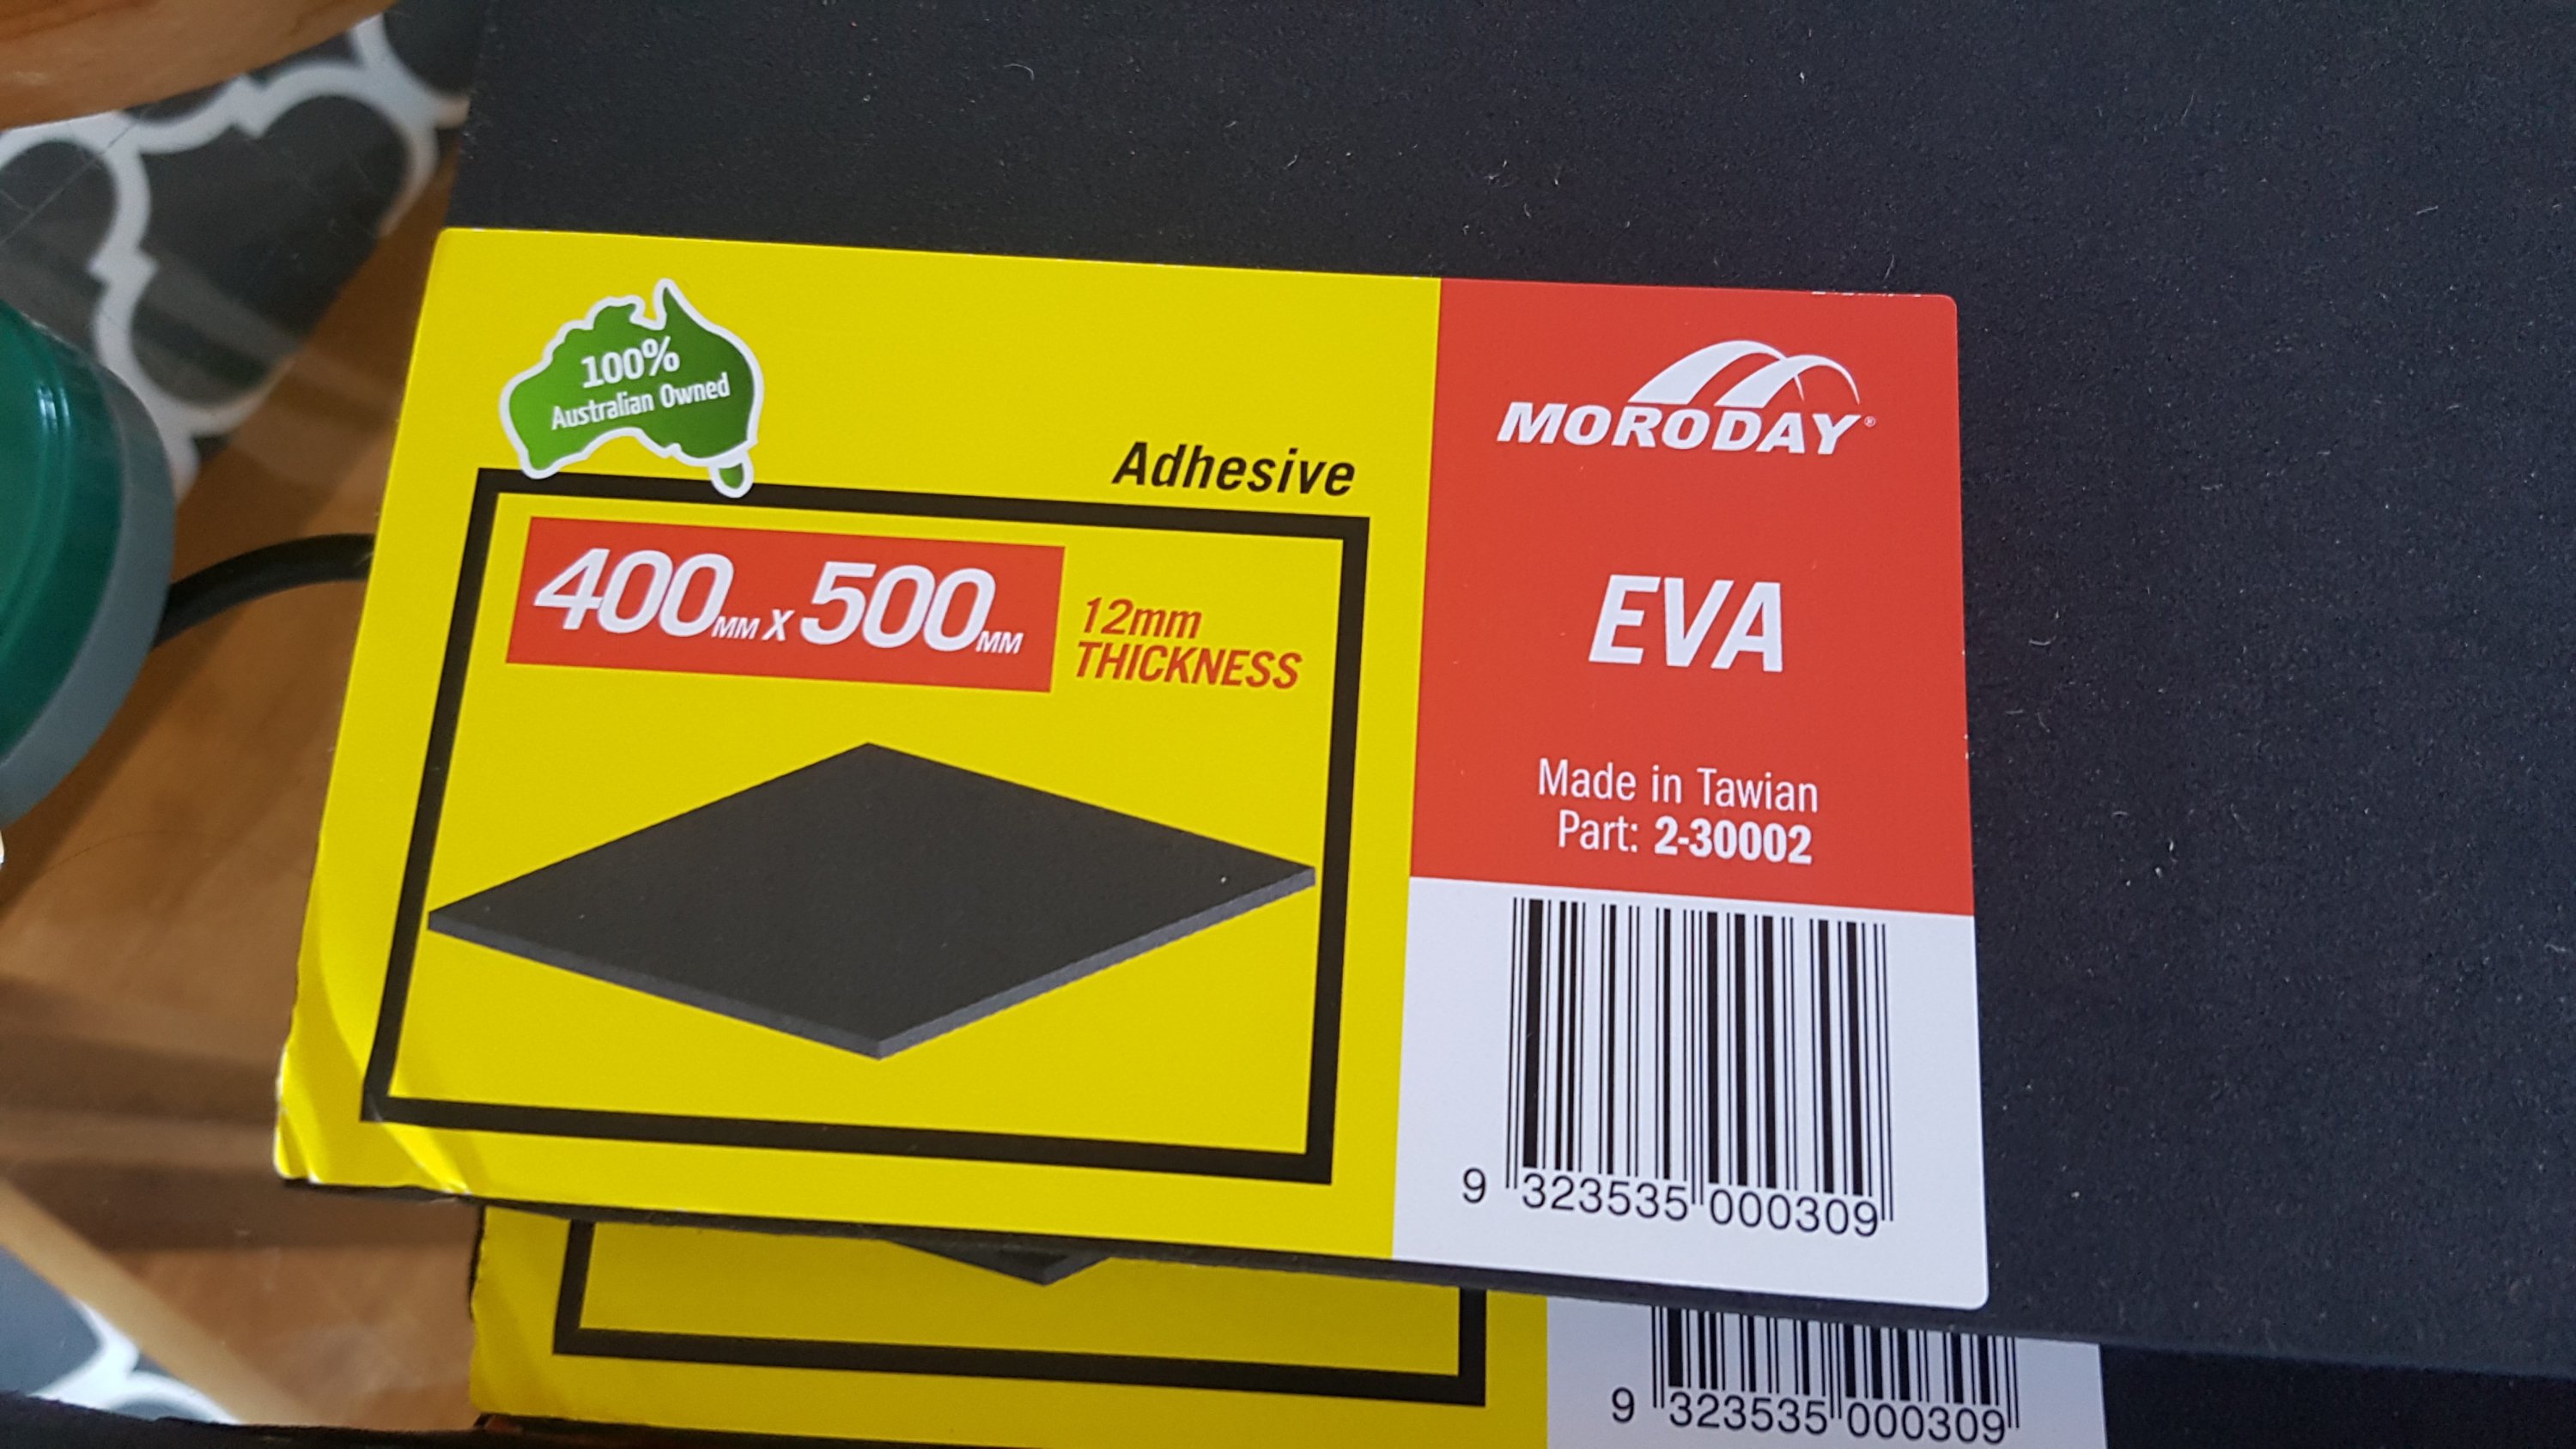 100%
Australian Owned
Adhesive
400MM X 500MM
12mm
THICKNESS
MORODAY®
EVA
Made in Tawian
Part: 2-30002
9 323535 000309
9 323535 000309